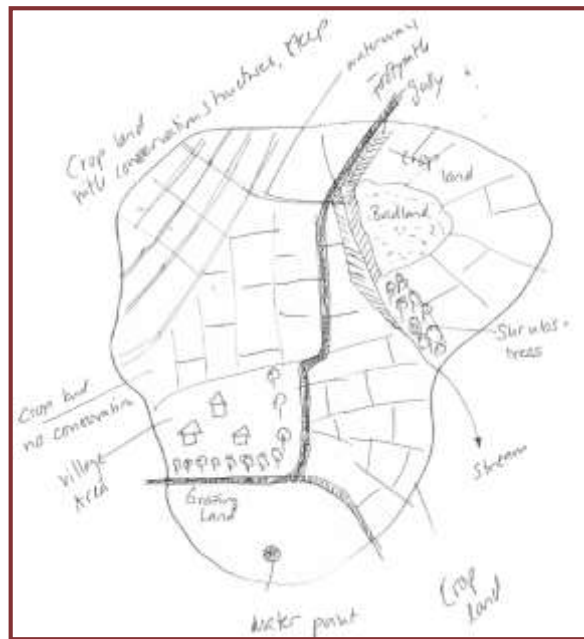 waterway
footpath
gully
Crop land
with conservation structures,
Crop
land
Badland
Shrubs -
trees
Crop land
no conservation
Village
Area
Grazing
Land
Stream
Crop
land
Water point